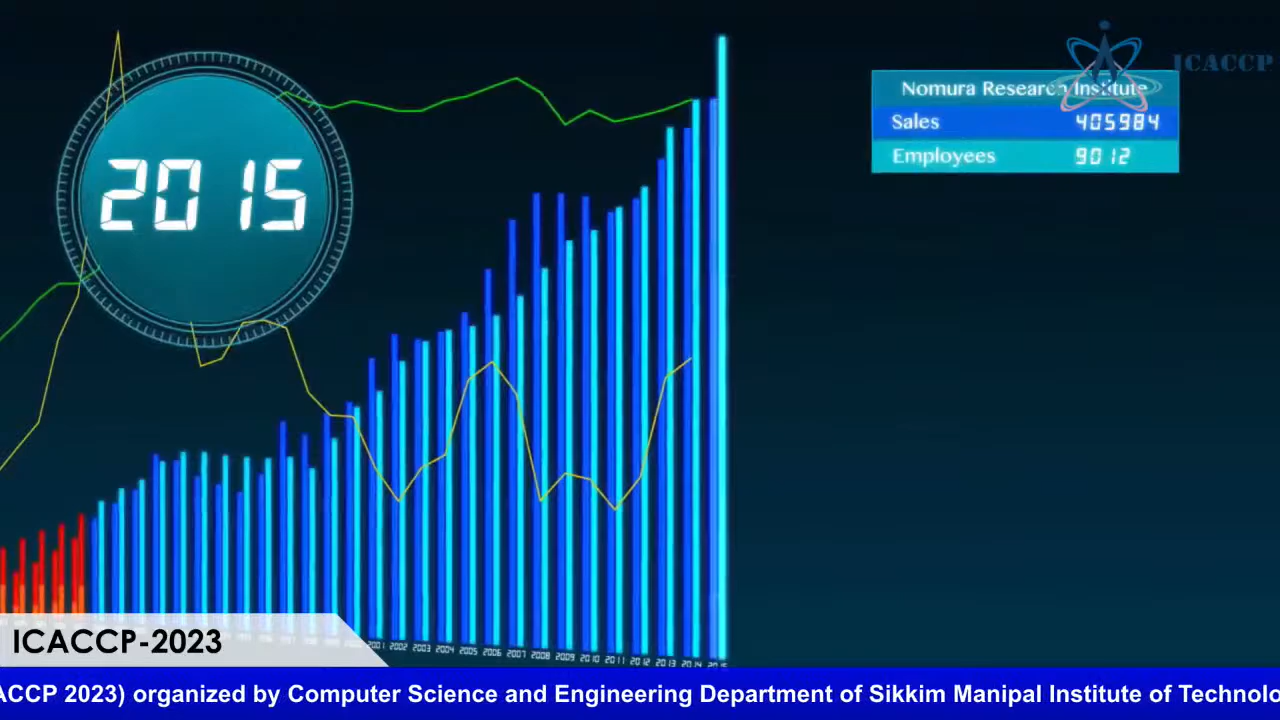 2015
ICACCP
Nomura Research Institute
Sales 405984
Employees 9012
2001 2002 2003 2004 2005 2006 2007 2008 2009 2010 2011 2012 2013 2014
ICACCP-2023
ACCP 2023) organized by Computer Science and Engineering Department of Sikkim Manipal Institute of Technolo